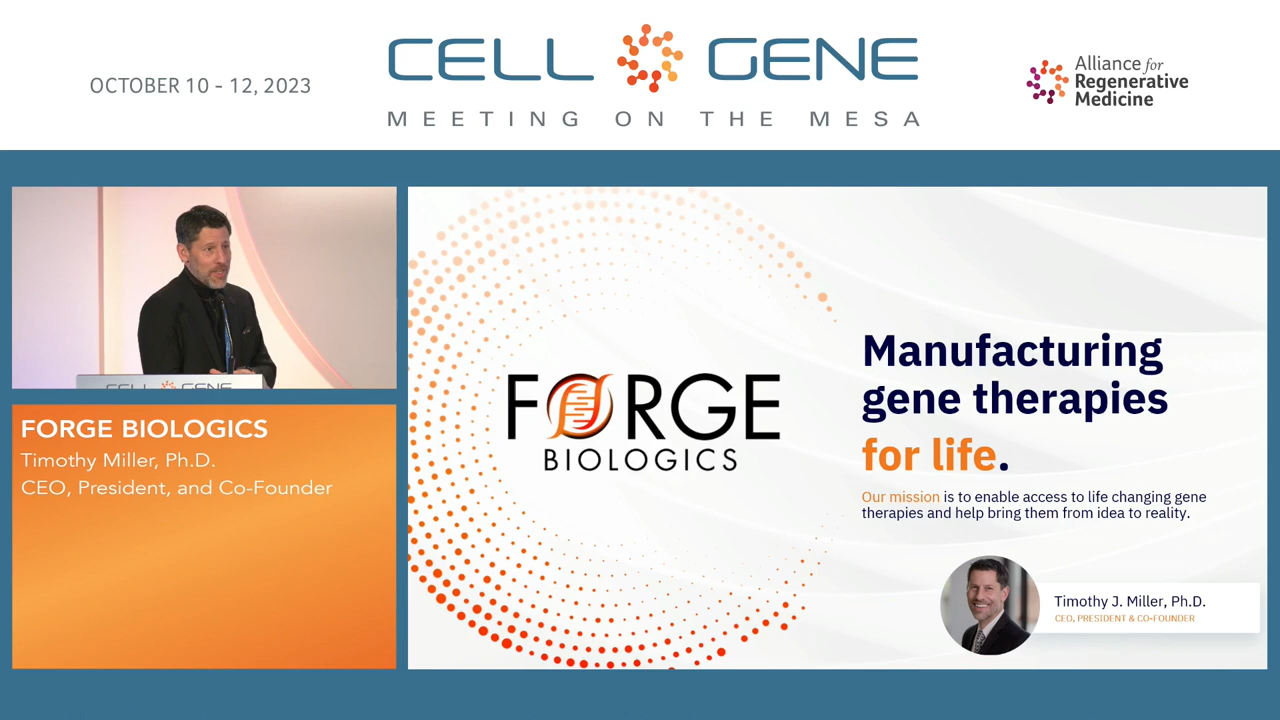 OCTOBER 10 - 12, 2023
CELL GENE
MEETING ON THE MESA
Alliance for
Regenerative
Medicine
CELL GENE
FORGE BIOLOGICS
Timothy Miller, Ph.D.
CEO, President, and Co-Founder
FORGE
BIOLOGICS
Manufacturing
gene therapies
for life.
Our mission is to enable access to life changing gene
therapies and help bring them from idea to reality.
Timothy J. Miller, Ph.D.
CEO, PRESIDENT & CO-FOUNDER